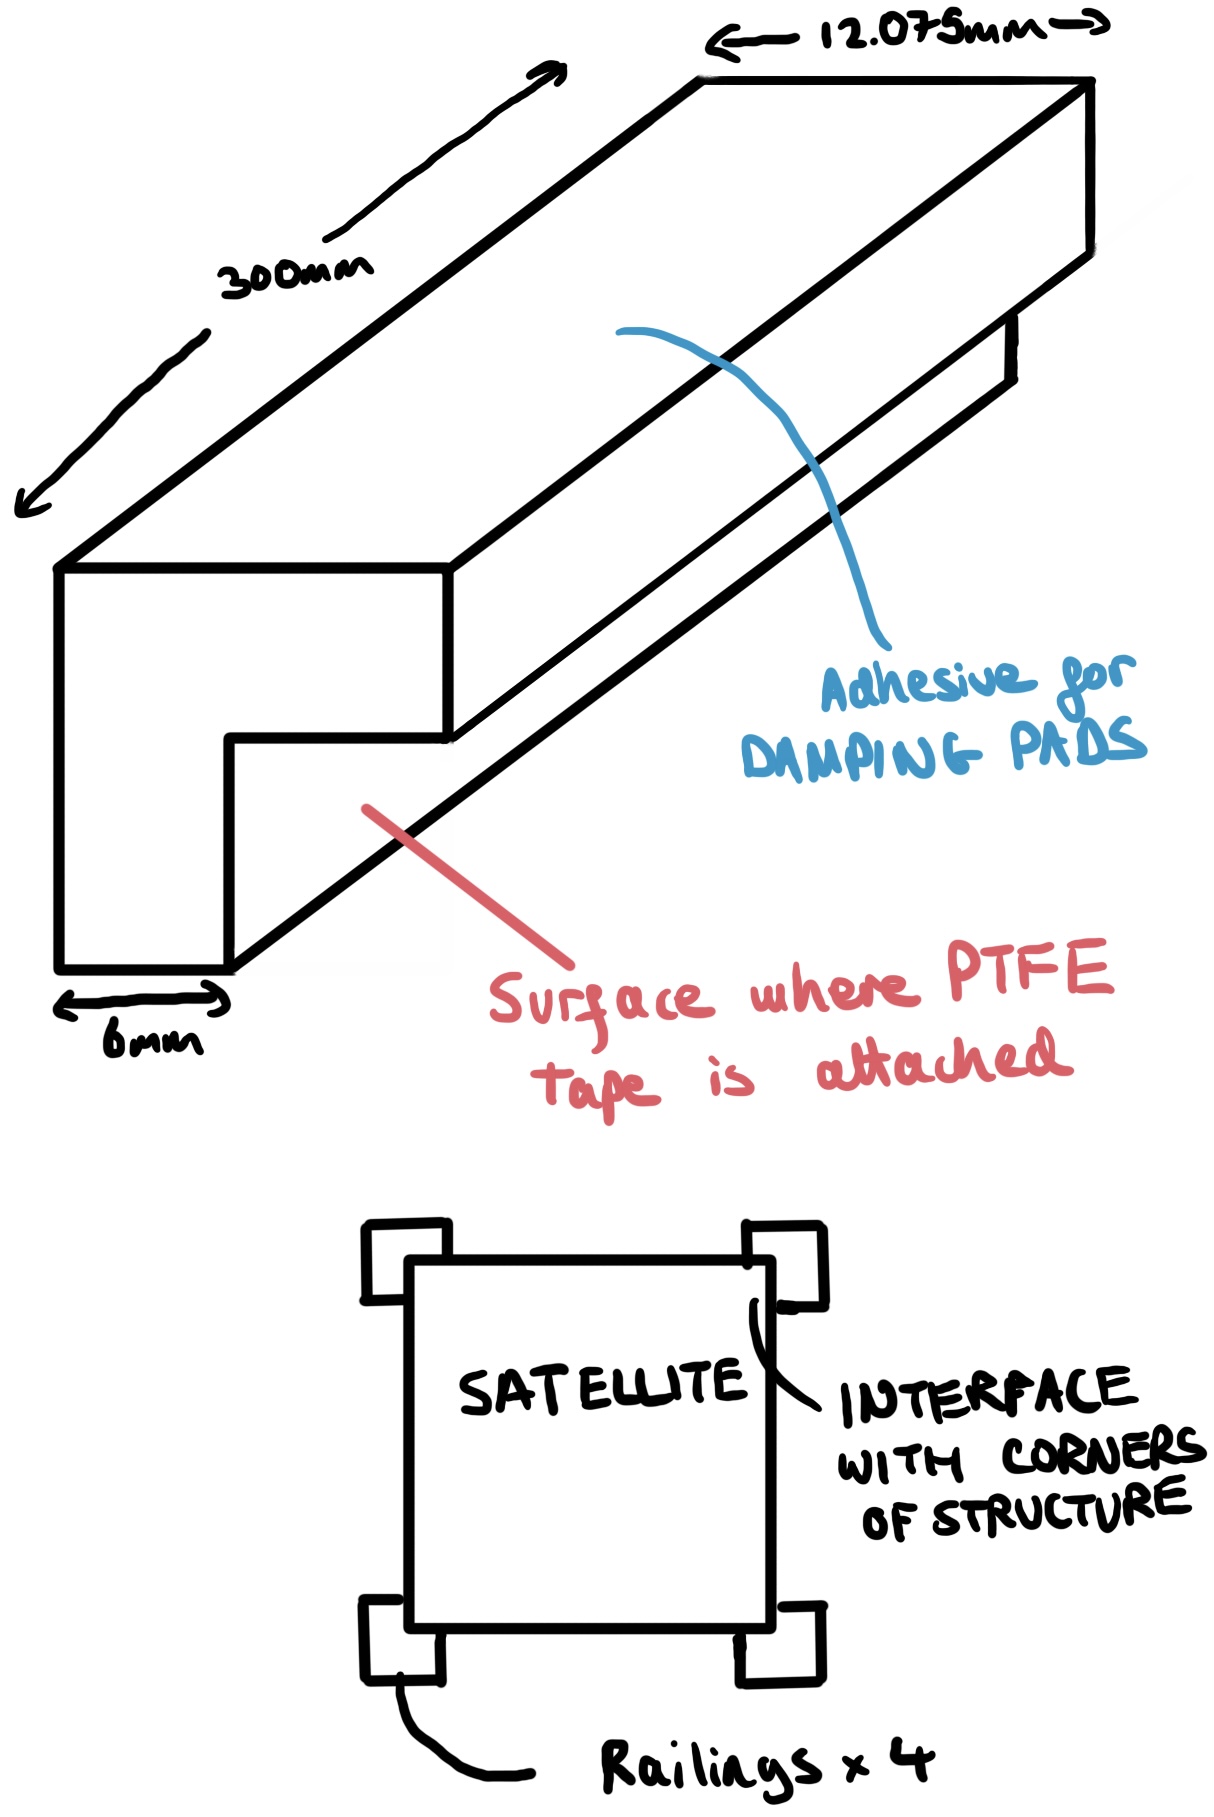 12.075mm
300mm
Adhesive for
DAMPING PADS
6mm
Surface where PTFE
tape is attached
SATELLITE
INTERFACE
WITH CORNERS
OF STRUCTURE
Railings x 4